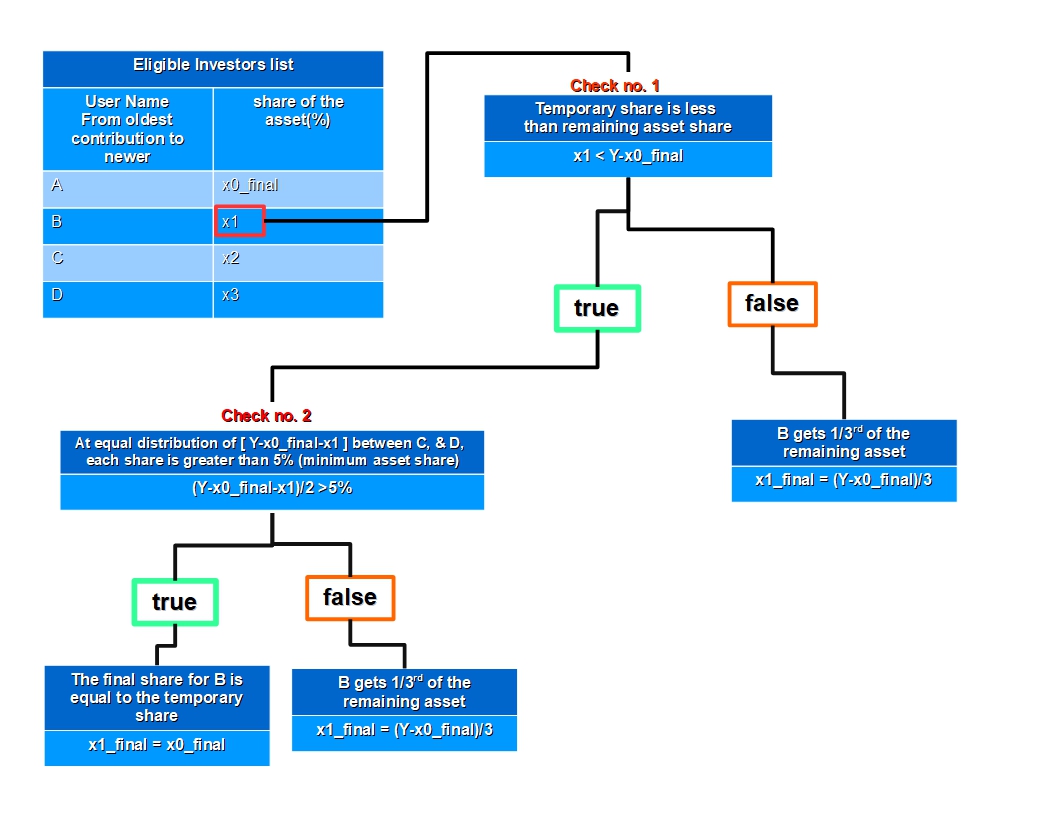 Eligible Investors list
User Name
From oldest
contribution to
newer
share of the
asset(%)
A
x0_final
B
x1
C
x2
D
x3
Check no. 1
Temporary share is less
than remaining asset share
x1 < Y-x0_final
true
false
Check no. 2
At equal distribution of [ Y-x0_final-x1 ] between C, & D,
each share is greater than 5% (minimum asset share)
(Y-x0_final-x1)/2 >5%
B gets 1/3rd of the
remaining asset
x1_final = (Y-x0_final)/3
true
false
The final share for B is
equal to the temporary
share
x1_final = x0_final
B gets 1/3rd of the
remaining asset
x1_final = (Y-x0_final)/3